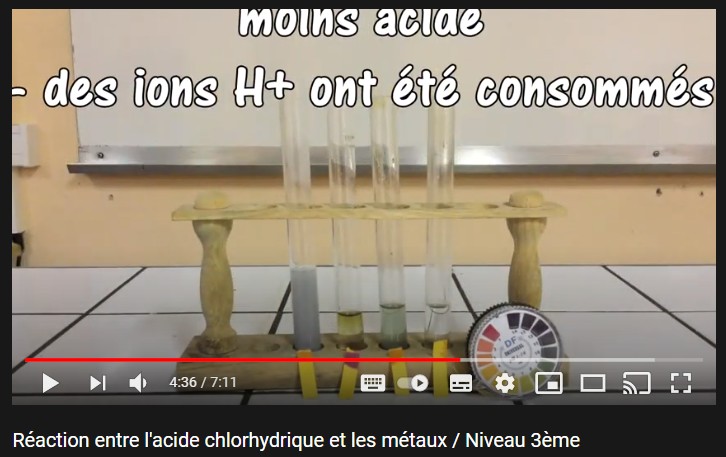 moins acide
- des ions H+ ont été consommés
DF
4:36 / 7:11
Réaction entre l'acide chlorhydrique et les métaux / Niveau 3ème